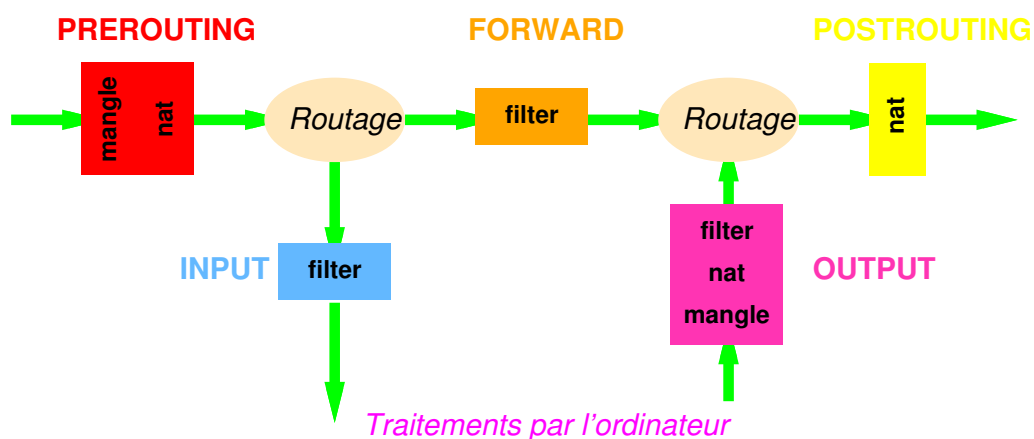 PREROUTING
FORWARD
POSTROUTING
mangle
nat
Routage
filter
Routage
nat
INPUT
filter
filter
nat
mangle
OUTPUT
Traitements par l'ordinateur